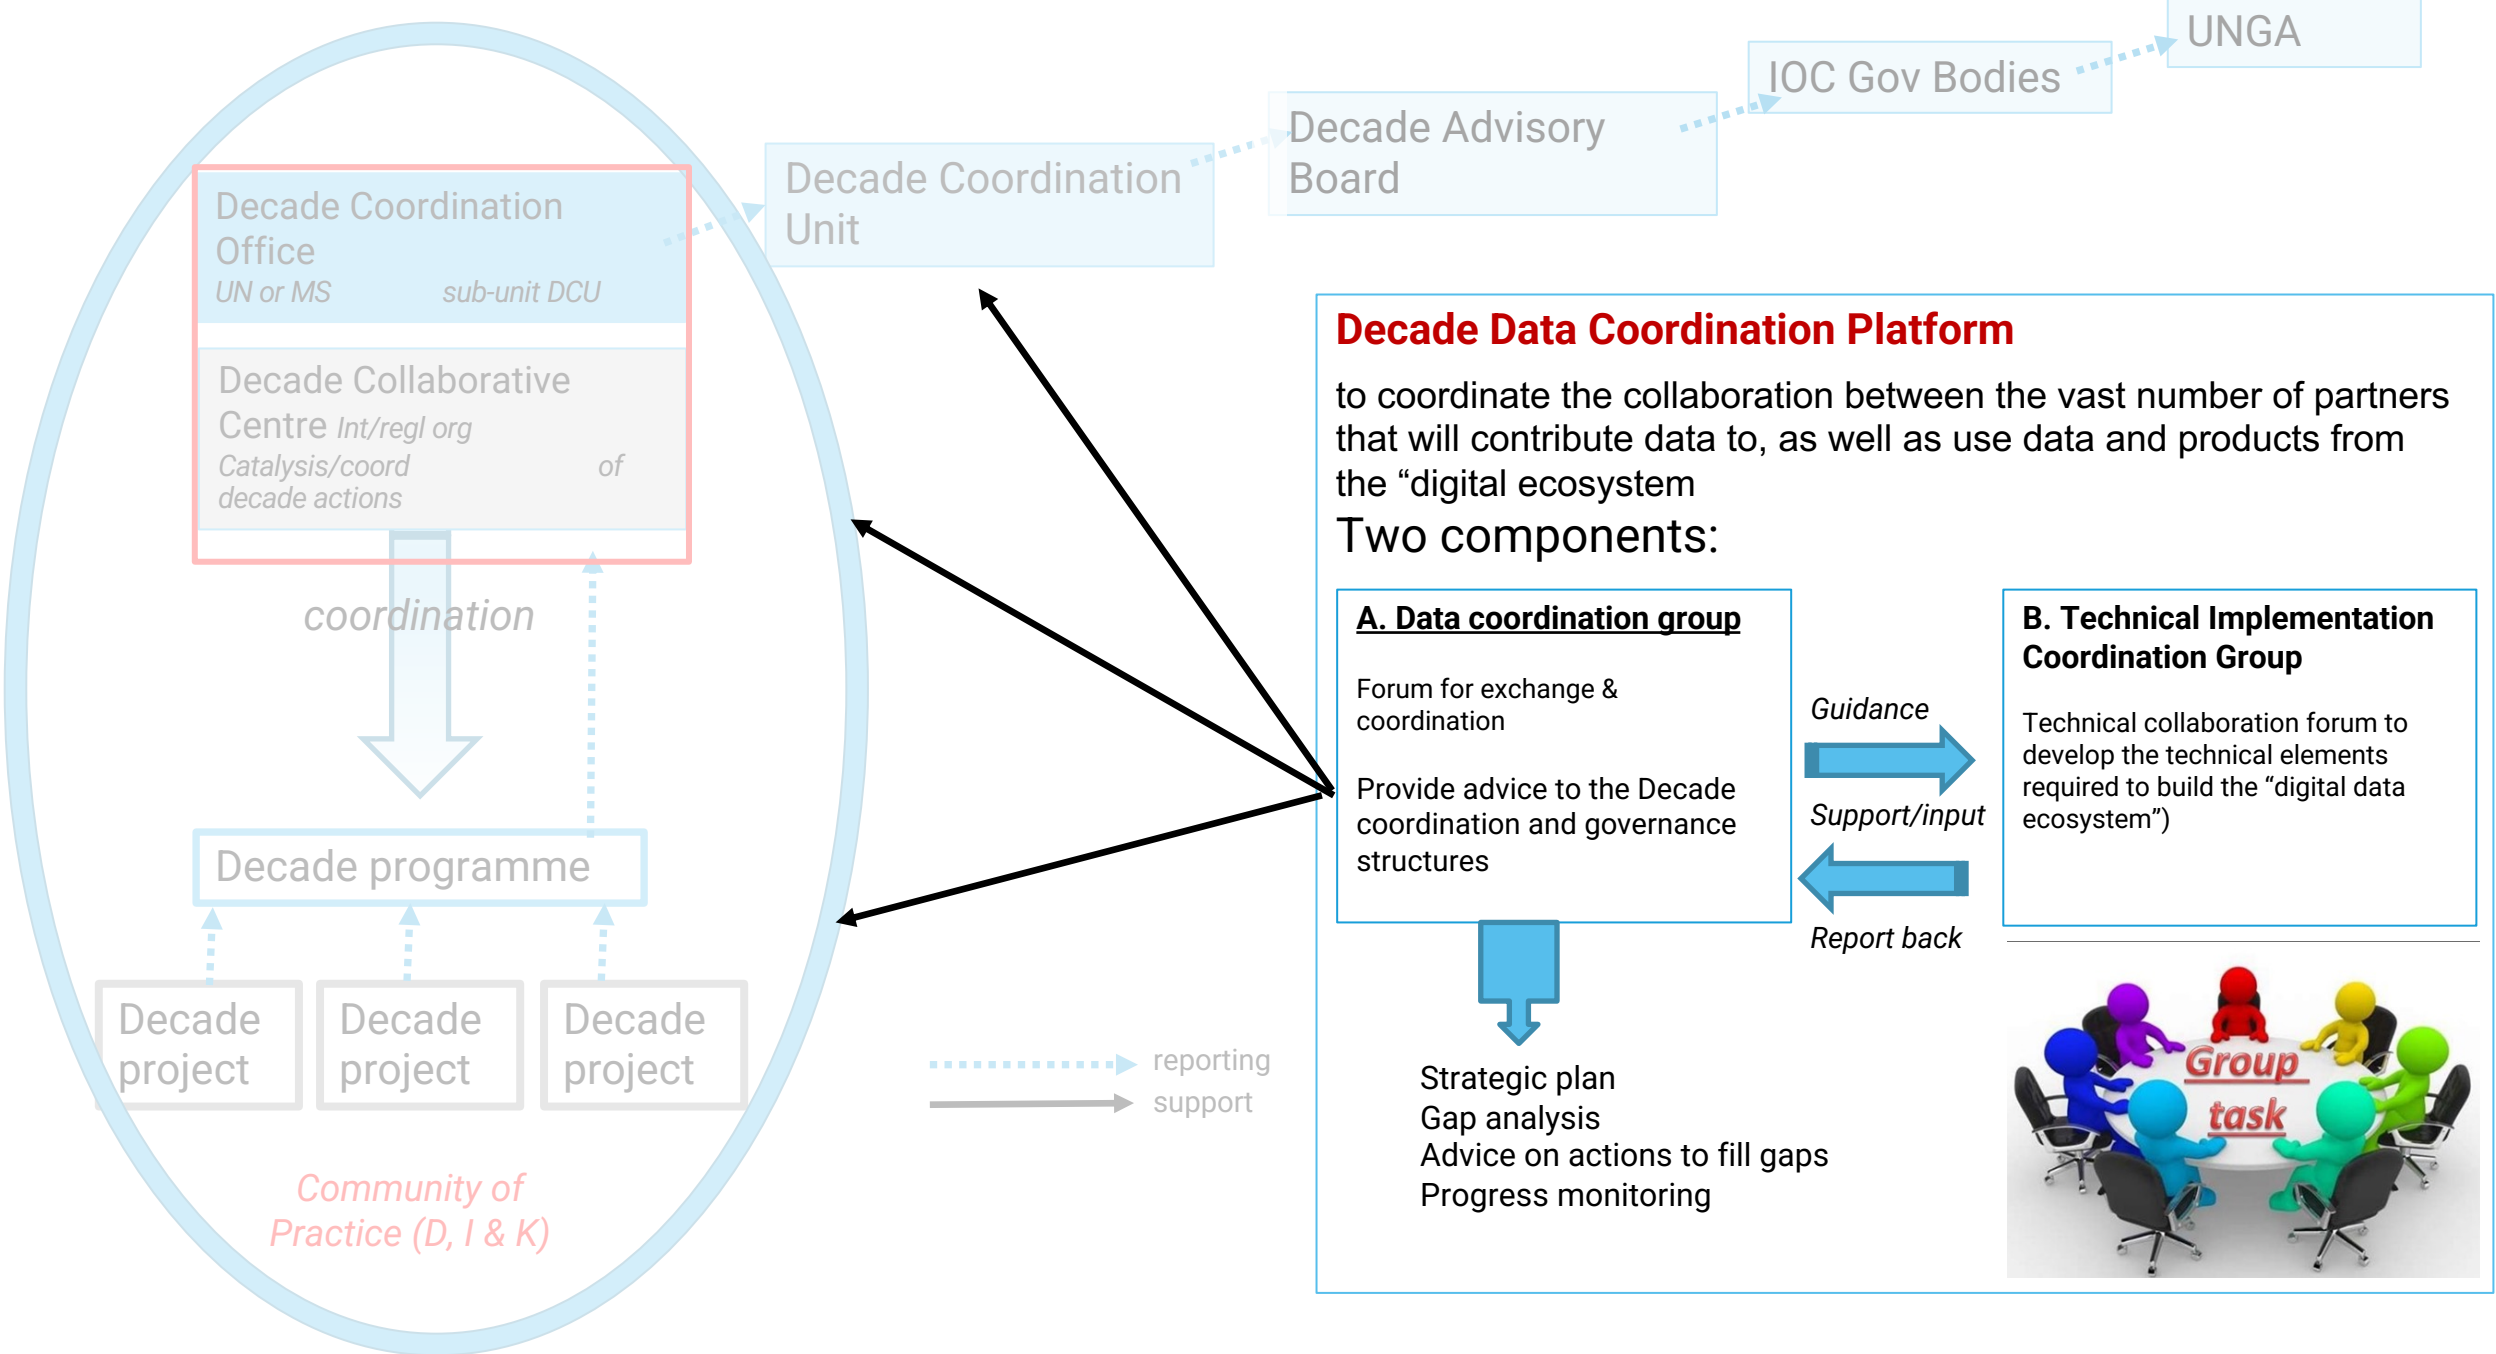 UNGA
IOC Gov Bodies
Decade Advisory
Board
Decade Coordination
Unit
Decade Coordination
Office
UN or MS sub-unit DCU
Decade Collaborative
Centre Int/regl org
Catalysis/coord of
decade actions
coordination
Decade programme
Decade
project
Decade
project
Decade
project
Community of
Practice (D, I & K)
reporting
support
Decade Data Coordination Platform
to coordinate the collaboration between the vast number of partners
that will contribute data to, as well as use data and products from
the “digital ecosystem
Two components:
A. Data coordination group
Forum for exchange &
coordination
Provide advice to the Decade
coordination and governance
structures
Guidance
Support/input
Report back
B. Technical Implementation
Coordination Group
Technical collaboration forum to
develop the technical elements
required to build the “digital data
ecosystem”)
Strategic plan
Gap analysis
Advice on actions to fill gaps
Progress monitoring
Group
task